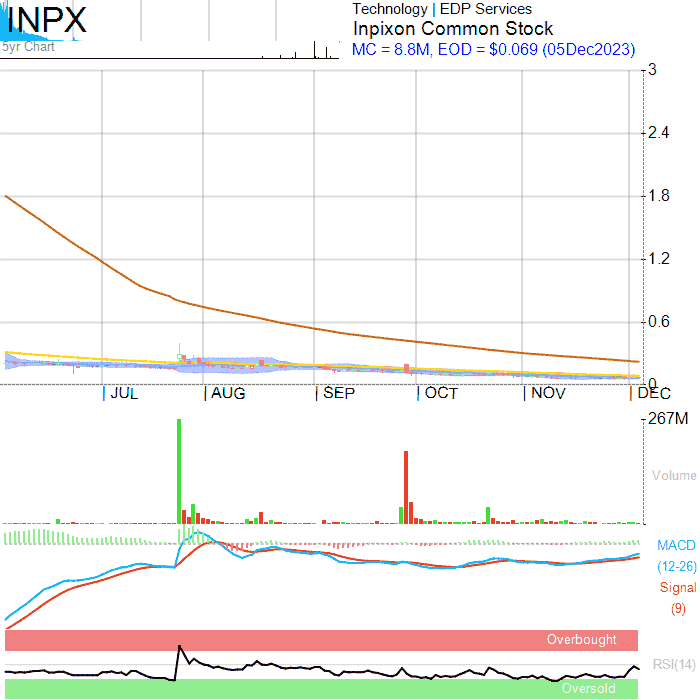 INPX
5yr Chart
Technology | EDP Services
Inpixon Common Stock
MC = 8.8M, EOD = $0.069 (05Dec2023)
3
2.4
1.8
1.2
0.6
0
JUL AUG SEP OCT NOV DEC
267M
Volume
MACD
(12-26)
Signal
(9)
Overbought
RSI(14)
Oversold